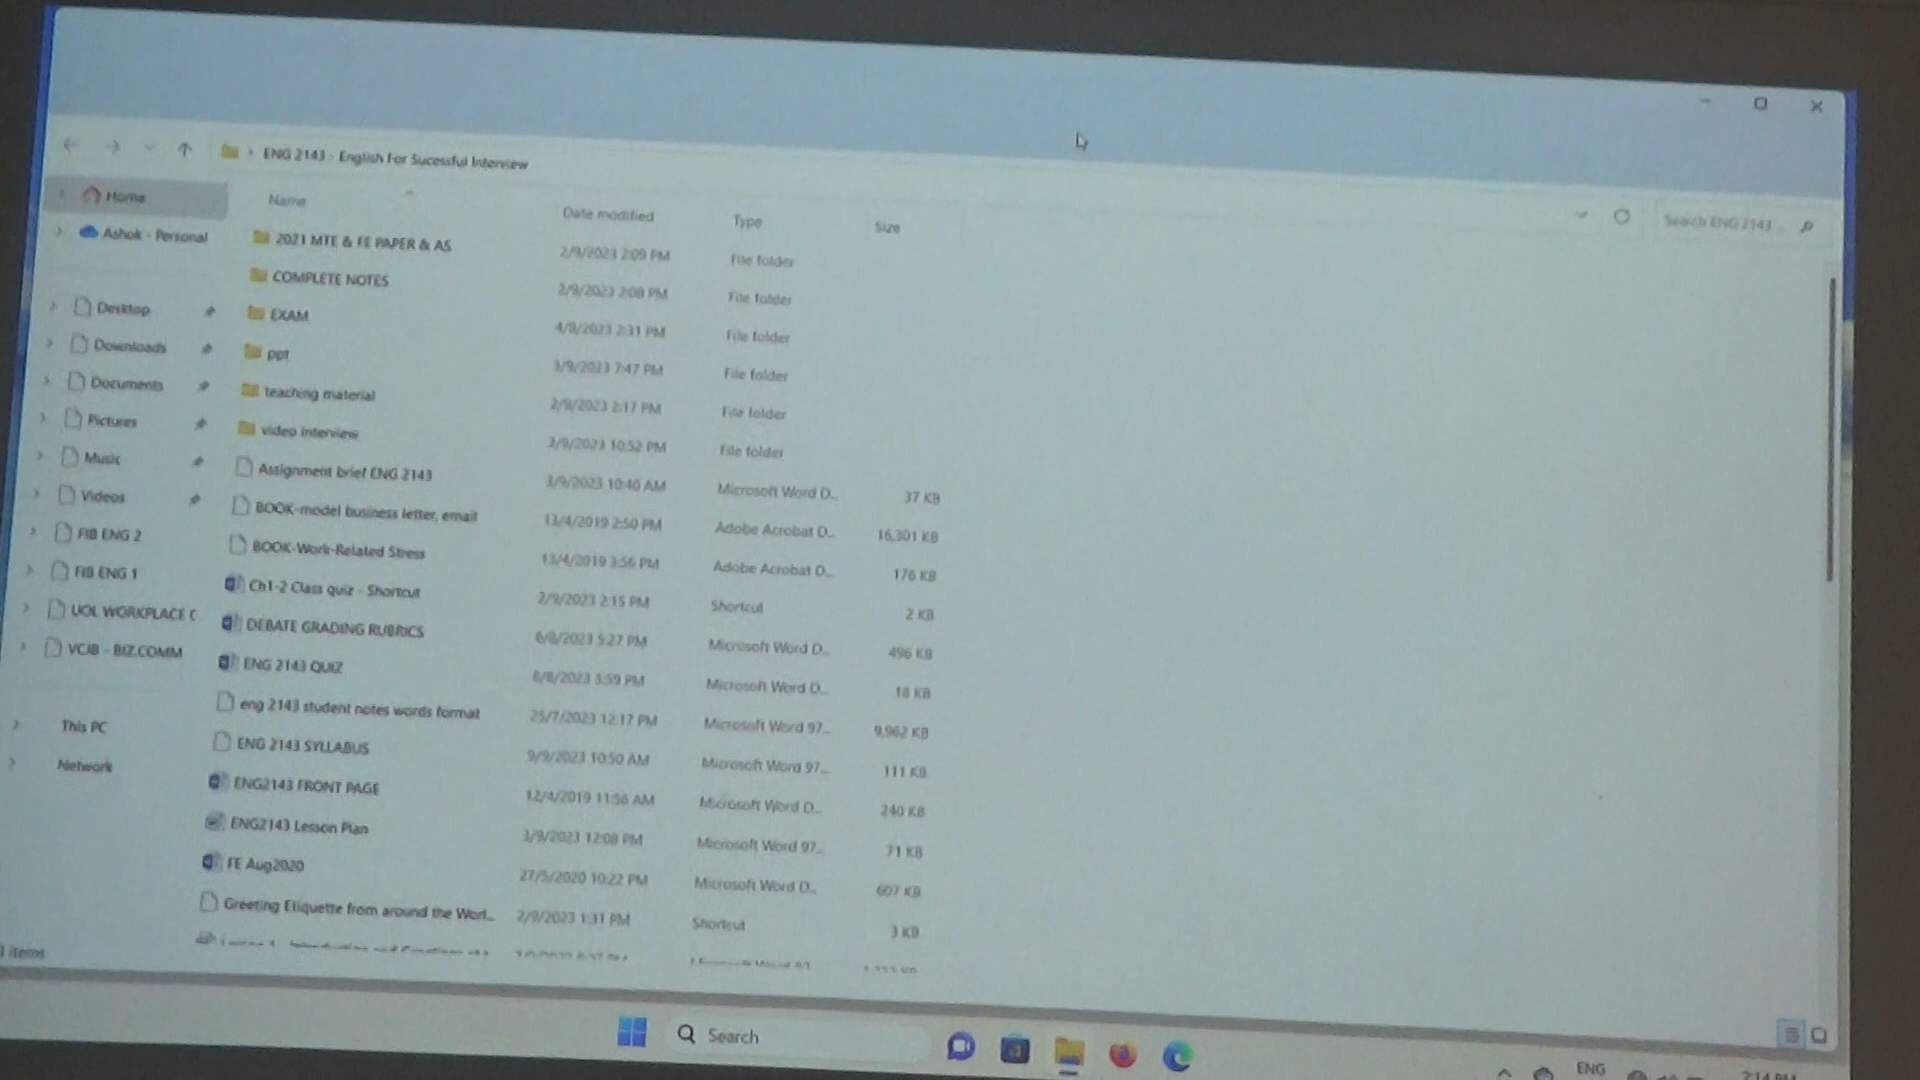 ENG 2143 - English For Sucessful Interview
Search ENG 2143 ...
Home
Ashok - Personal
Desktop
Downloads
Documents
Pictures
Music
Videos
FIB ENG 2
FIB ENG 1
UOL WORKPLACE C
VCJB - BIZ.COMM
This PC
Network
Name Date modified Type Size
2021 MTE & FE PAPER & AS 2/9/2023 2:09 PM File folder
COMPLETE NOTES 2/9/2023 2:08 PM File folder
EXAM 4/8/2023 2:31 PM File folder
ppt 3/9/2023 7:47 PM File folder
teaching material 2/9/2023 2:17 PM File folder
video interview 3/9/2023 10:52 PM File folder
Assignment brief ENG 2143 3/9/2023 10:40 AM Microsoft Word D... 37 KB
BOOK-model business letter, email 13/4/2019 2:50 PM Adobe Acrobat D... 16,301 KB
BOOK-Work-Related Stress 13/4/2019 3:56 PM Adobe Acrobat D... 176 KB
Ch1-2 Class quiz - Shortcut 2/9/2023 2:15 PM Shortcut 2 KB
DEBATE GRADING RUBRICS 6/8/2023 5:27 PM Microsoft Word D... 496 KB
ENG 2143 QUIZ 8/8/2023 5:59 PM Microsoft Word D... 18 KB
eng 2143 student notes words format 25/7/2023 12:17 PM Microsoft Word 97... 9,962 KB
ENG 2143 SYLLABUS 9/9/2023 10:50 AM Microsoft Word 97... 111 KB
ENG2143 FRONT PAGE 12/4/2019 11:56 AM Microsoft Word D... 240 KB
ENG2143 Lesson Plan 3/9/2023 12:08 PM Microsoft Word 97... 71 KB
FE Aug2020 27/5/2020 10:22 PM Microsoft Word D... 607 KB
Greeting Etiquette from around the Worl... 2/9/2023 1:31 PM Shortcut 3 KB
items
Search
ENG
2:14 PM